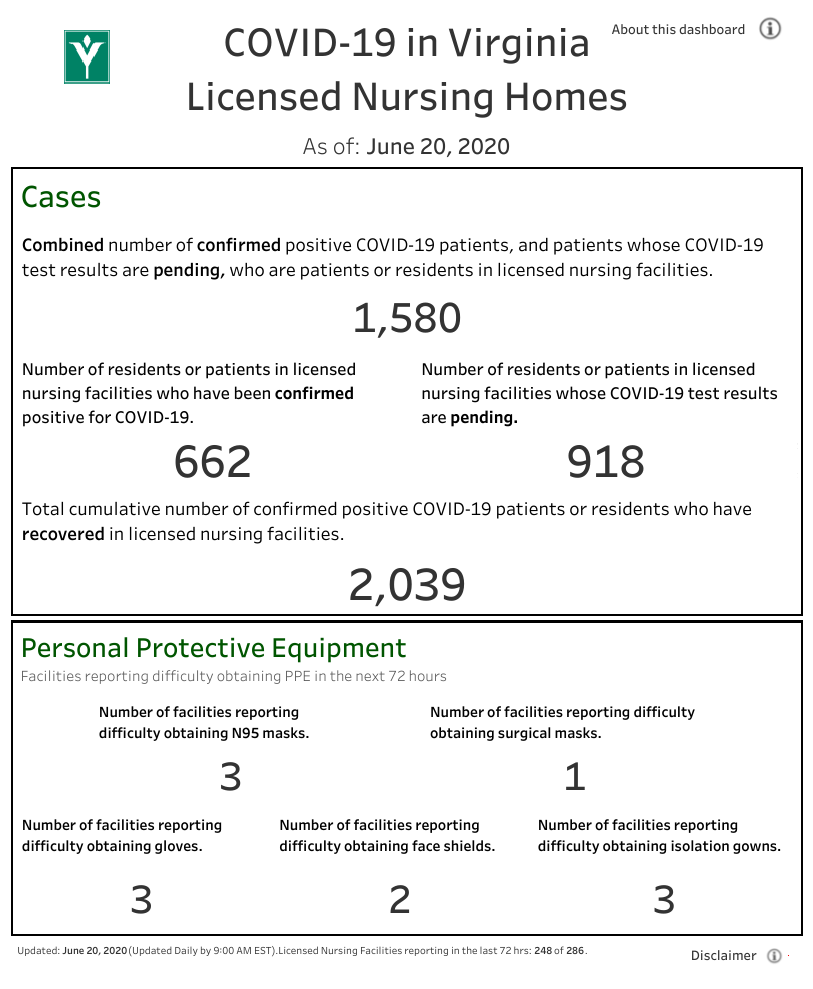 COVID-19 in Virginia
Licensed Nursing Homes
About this dashboard
As of: June 20, 2020
Cases
Combined number of confirmed positive COVID-19 patients, and patients whose COVID-19
test results are pending, who are patients or residents in licensed nursing facilities.
1,580
Number of residents or patients in licensed
nursing facilities who have been confirmed
positive for COVID-19.
662
Number of residents or patients in licensed
nursing facilities whose COVID-19 test results
are pending.
918
Total cumulative number of confirmed positive COVID-19 patients or residents who have
recovered in licensed nursing facilities.
2,039
Personal Protective Equipment
Facilities reporting difficulty obtaining PPE in the next 72 hours
Number of facilities reporting
difficulty obtaining N95 masks.
3
Number of facilities reporting difficulty
obtaining surgical masks.
1
Number of facilities reporting
difficulty obtaining gloves.
3
Number of facilities reporting
difficulty obtaining face shields.
2
Number of facilities reporting
difficulty obtaining isolation gowns.
3
Updated: June 20, 2020(Updated Daily by 9:00 AM EST).Licensed Nursing Facilities reporting in the last 72 hrs: 248 of 286.
Disclaimer